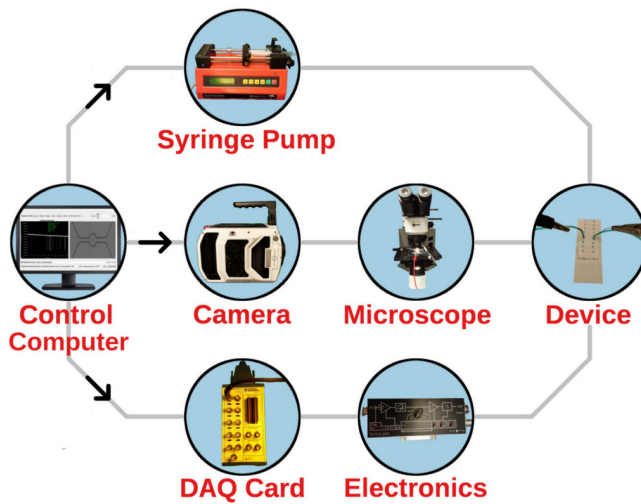 Syringe Pump
Control
Computer
Camera
Microscope
Device
DAQ Card
Electronics